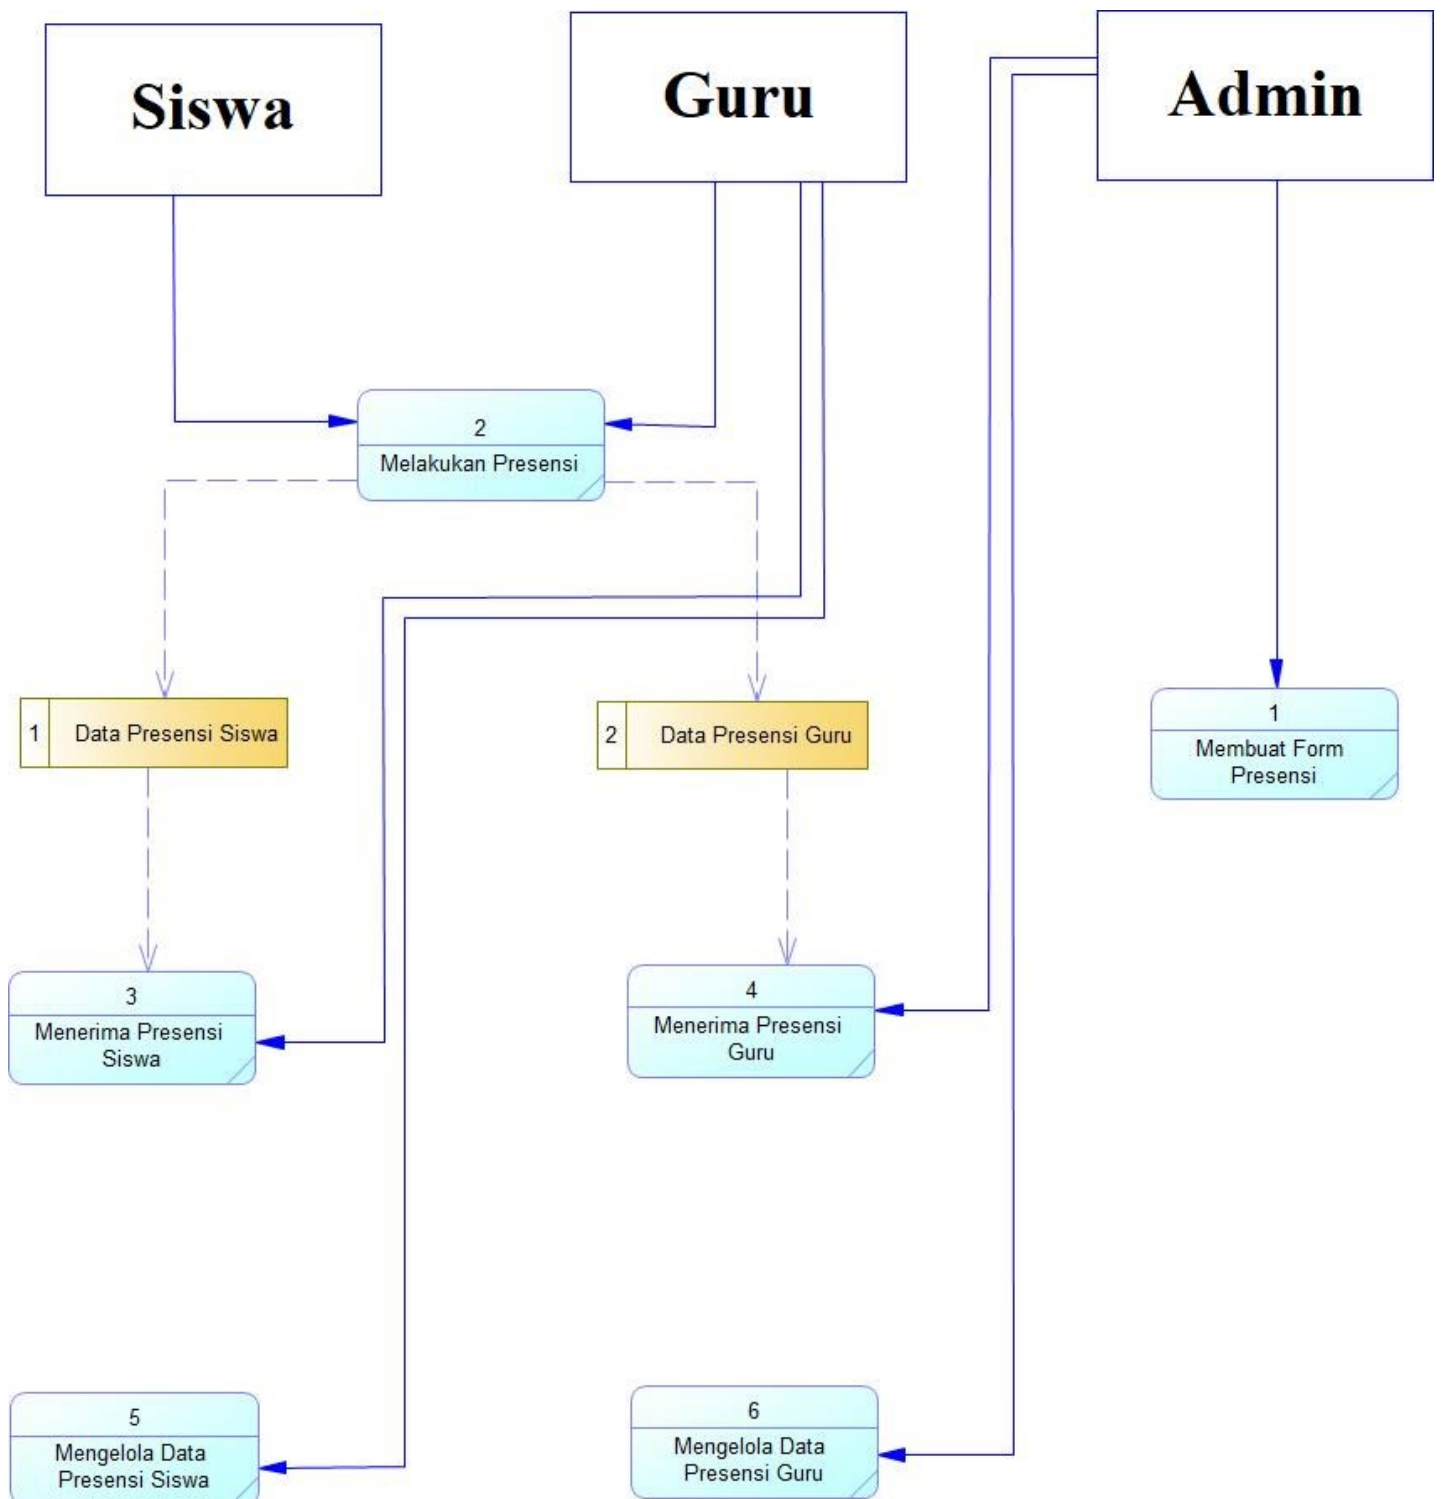 Siswa
Guru
Admin
2
Melakukan Presensi
1
Data Presensi Siswa
2
Data Presensi Guru
1
Membuat Form
Presensi
3
Menerima Presensi
Siswa
4
Menerima Presensi
Guru
5
Mengelola Data
Presensi Siswa
6
Mengelola Data
Presensi Guru